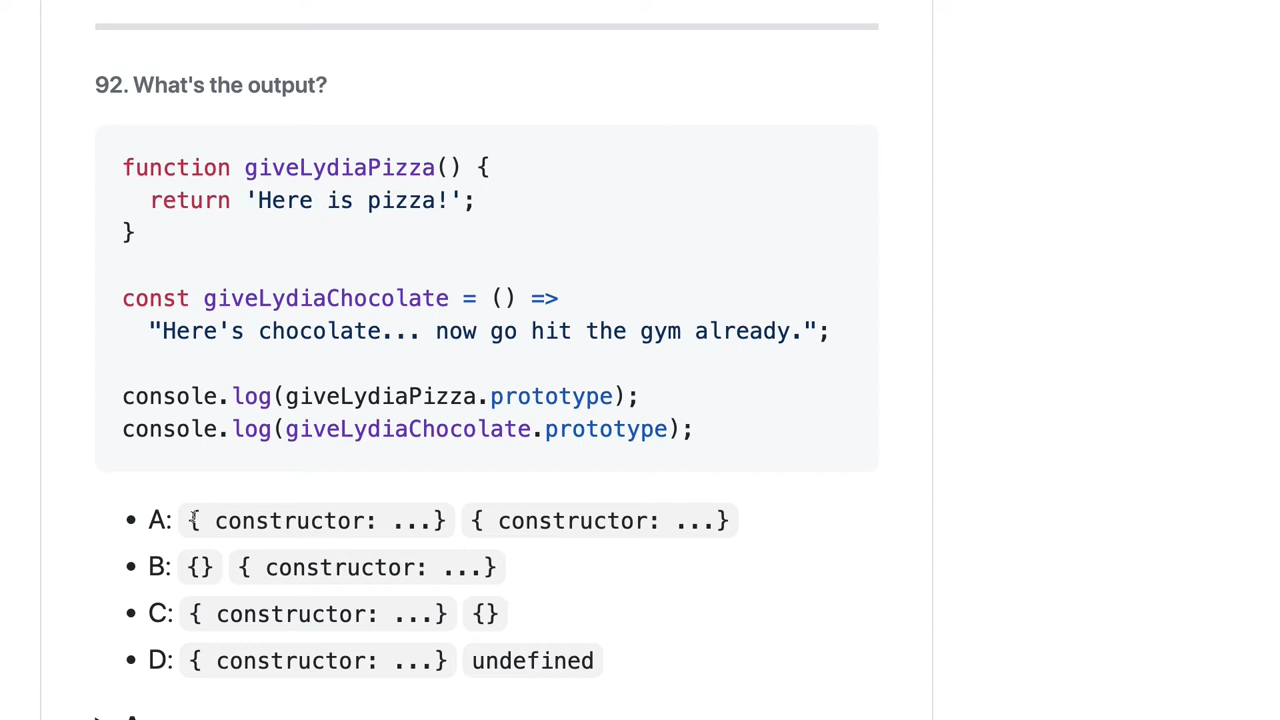 92. What's the output?
function giveLydiaPizza() {
  return 'Here is pizza!';
}
const giveLydiaChocolate = () =>
  "Here's chocolate... now go hit the gym already.";
console.log(giveLydiaPizza.prototype);
console.log(giveLydiaChocolate.prototype);
• A: { constructor: ...} { constructor: ...}
• B: {} { constructor: ...}
• C: { constructor: ...} {}
• D: { constructor: ...} undefined